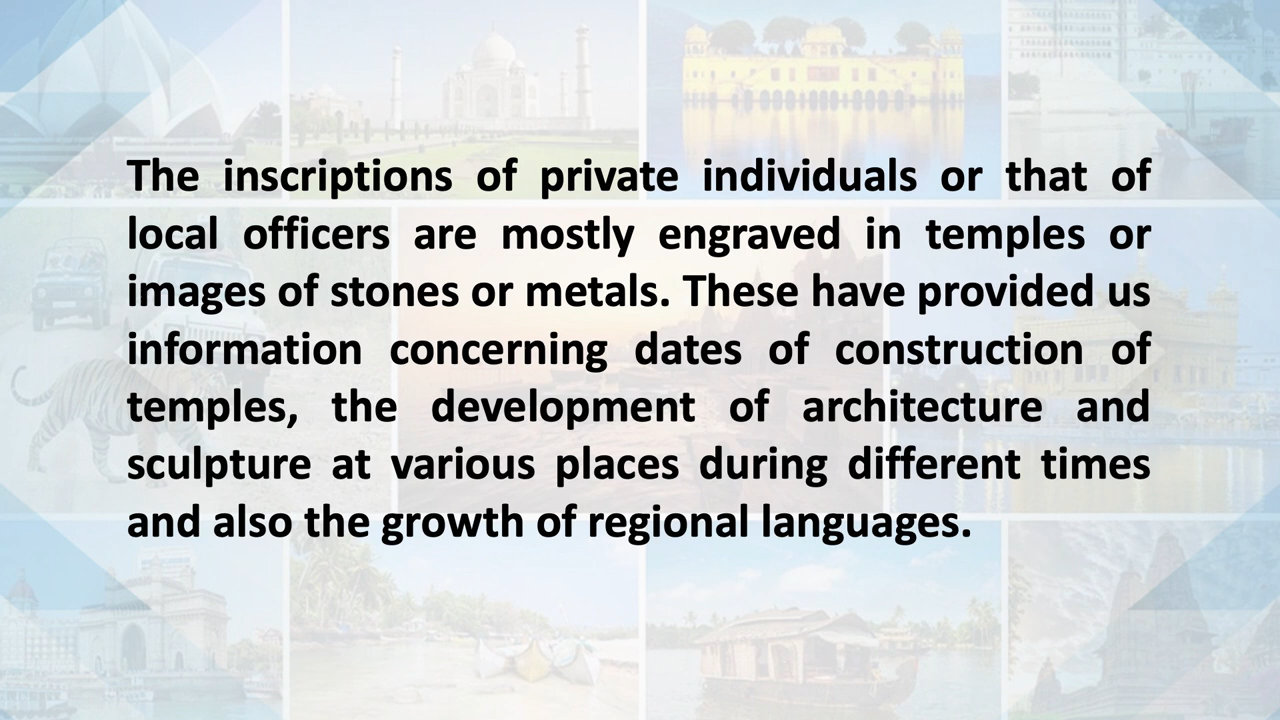 The inscriptions of private individuals or that of
local officers are mostly engraved in temples or
images of stones or metals. These have provided us
information concerning dates of construction of
temples, the development of architecture and
sculpture at various places during different times
and also the growth of regional languages.